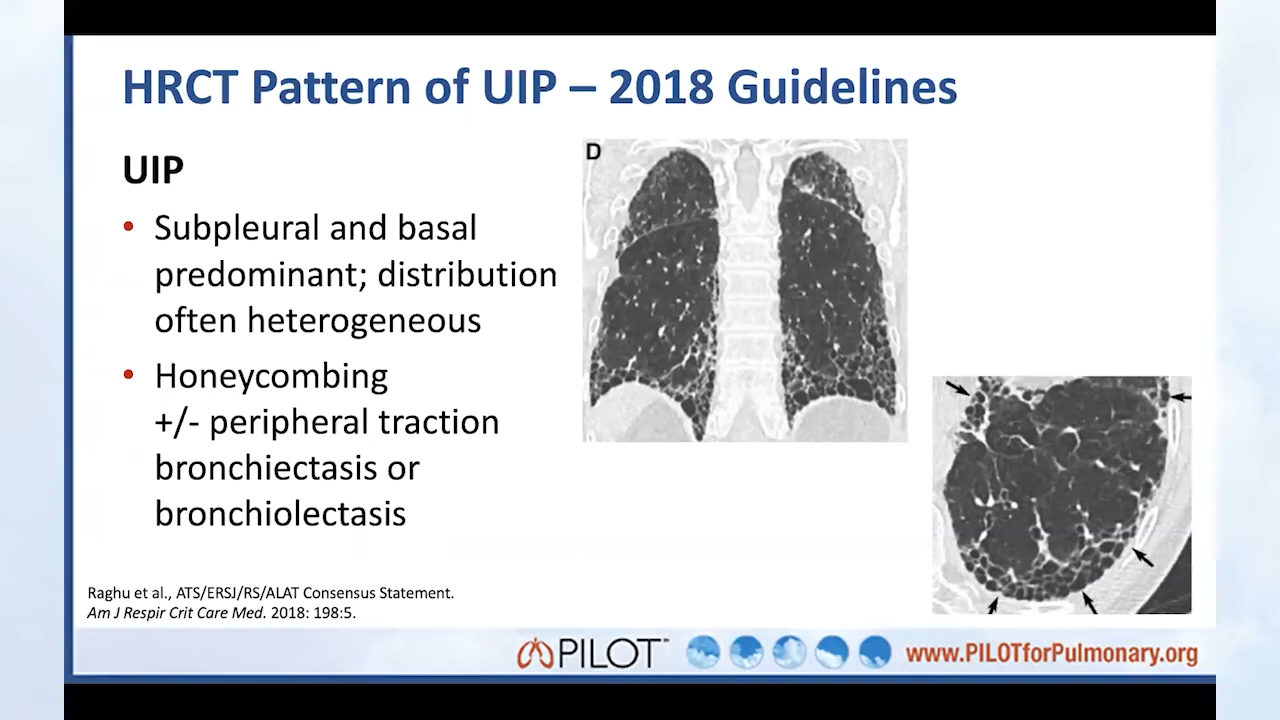 HRCT Pattern of UIP – 2018 Guidelines
UIP
• Subpleural and basal
predominant; distribution
often heterogeneous
• Honeycombing
+/- peripheral traction
bronchiectasis or
bronchiolectasis
D
Raghu et al., ATS/ERSJ/RS/ALAT Consensus Statement.
Am J Respir Crit Care Med. 2018: 198:5.
PILOT™
www.PILOTforPulmonary.org